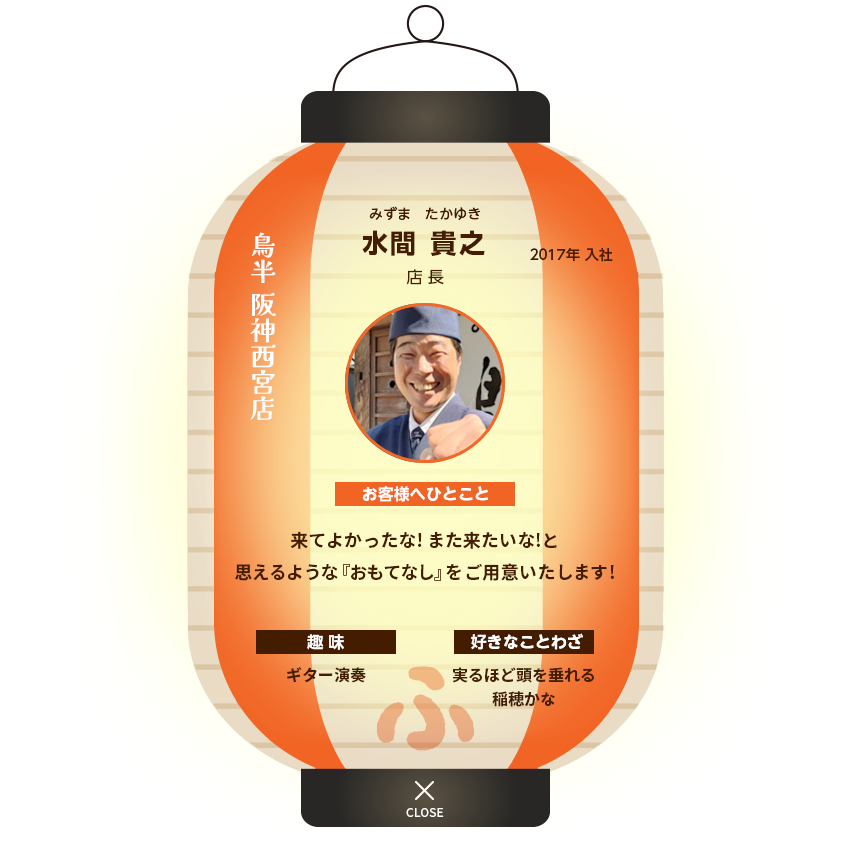 みずま　たかゆき
水間 貴之
店長
2017年 入社
鳥半 阪神西宮店
お客様へひとこと
来てよかったな! また来たいな!と
思えるような『おもてなし』をご用意いたします!
趣味
ギター演奏
好きなことわざ
実るほど頭を垂れる
稲穂かな
ふ
CLOSE